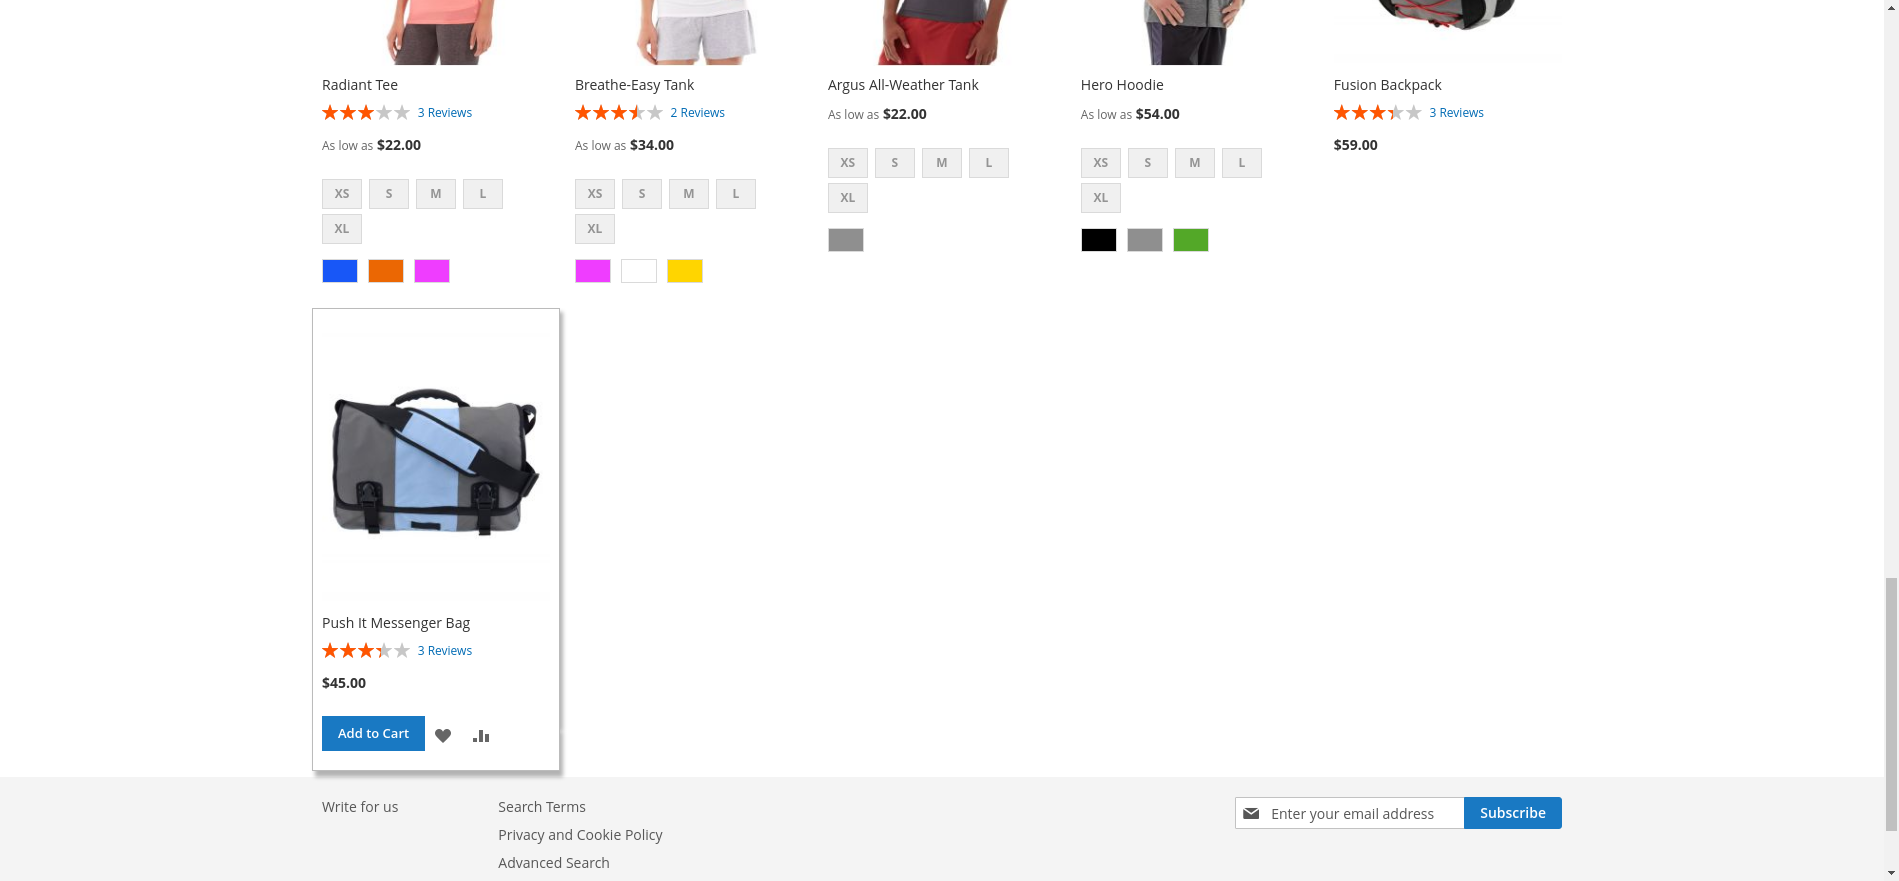 Radiant Tee
3 Reviews
As low as $22.00
XS S M L
XL
Breathe-Easy Tank
2 Reviews
As low as $34.00
XS S M L
XL
Argus All-Weather Tank
As low as $22.00
XS S M L
XL
Hero Hoodie
As low as $54.00
XS S M L
XL
Fusion Backpack
3 Reviews
$59.00
Push It Messenger Bag
3 Reviews
$45.00
Add to Cart
Write for us
Search Terms
Privacy and Cookie Policy
Advanced Search
Enter your email address
Subscribe